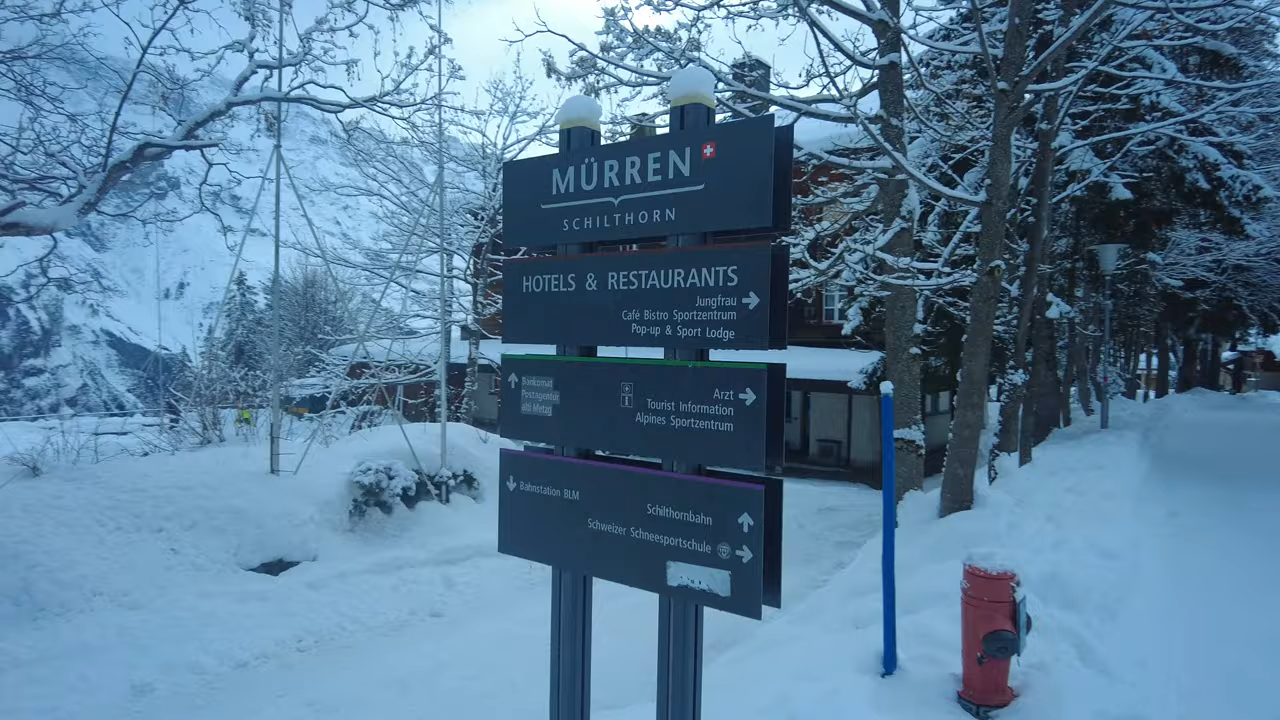 MÜRREN
SCHILTHORN
HOTELS & RESTAURANTS
Jungfrau
Café Bistro Sportzentrum
Pop-up & Sport Lodge
Bankomat
Postagentur
alti Metzg
Arzt
Tourist Information
Alpines Sportzentrum
Bahnstation BLM
Schilthornbahn
Schweizer Schneesportschule